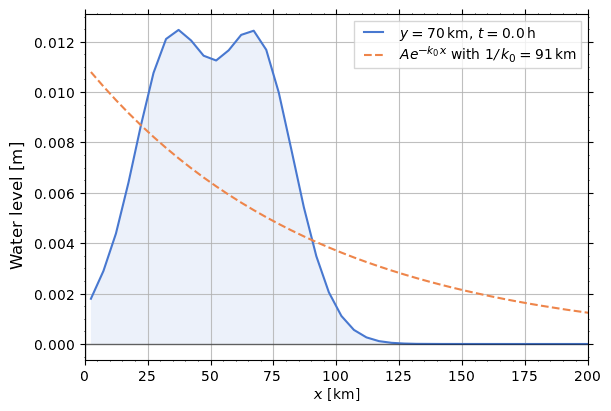 y = 70 km, t = 0.0 h
Ae^{-k_0 x} with 1/k_0 = 91 km
Water level [m]
0.012
0.010
0.008
0.006
0.004
0.002
0.000
0 25 50 75 100 125 150 175 200
x [km]